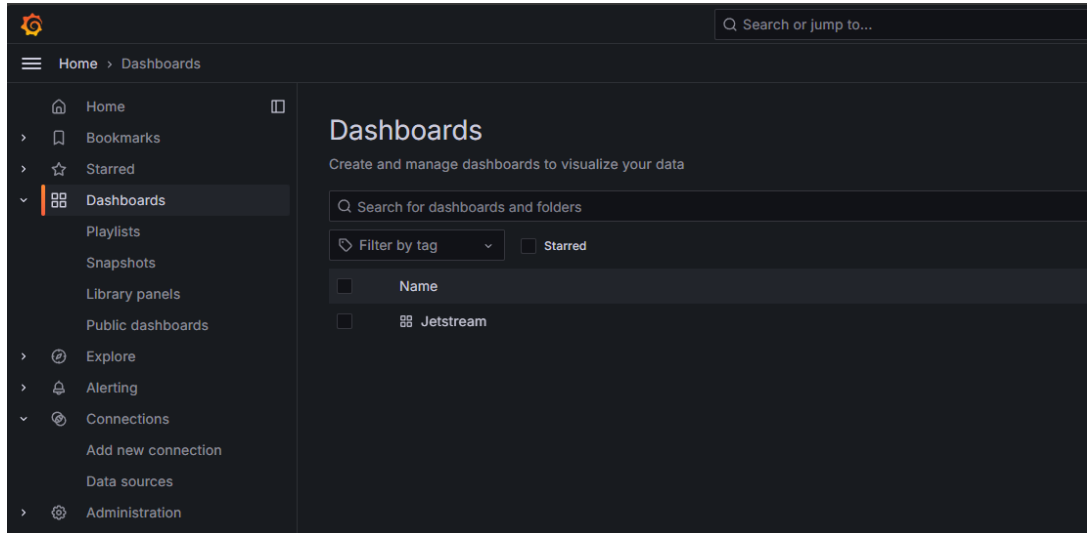 Search or jump to...
Home > Dashboards
Home
Bookmarks
Starred
Dashboards
Playlists
Snapshots
Library panels
Public dashboards
Explore
Alerting
Connections
Add new connection
Data sources
Administration
Dashboards
Create and manage dashboards to visualize your data
Search for dashboards and folders
Filter by tag
Starred
Name
Jetstream